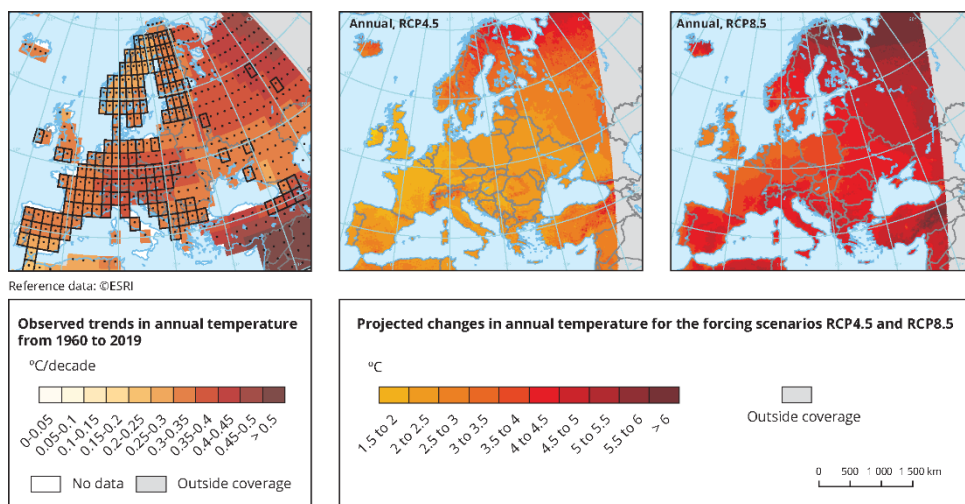 Annual, RCP4.5
Annual, RCP8.5
Reference data: ©ESRI
Observed trends in annual temperature
from 1960 to 2019
ºC/decade
0-0.05
0.05-0.1
0.1-0.15
0.15-0.2
0.2-0.25
0.25-0.3
0.3-0.35
0.35-0.4
0.4-0.45
0.45-0.5
> 0.5
No data
Outside coverage
Projected changes in annual temperature for the forcing scenarios RCP4.5 and RCP8.5
ºC
1.5 to 2
2 to 2.5
2.5 to 3
3 to 3.5
3.5 to 4
4 to 4.5
4.5 to 5
5 to 5.5
5.5 to 6
> 6
Outside coverage
0 500 1 000 1 500 km